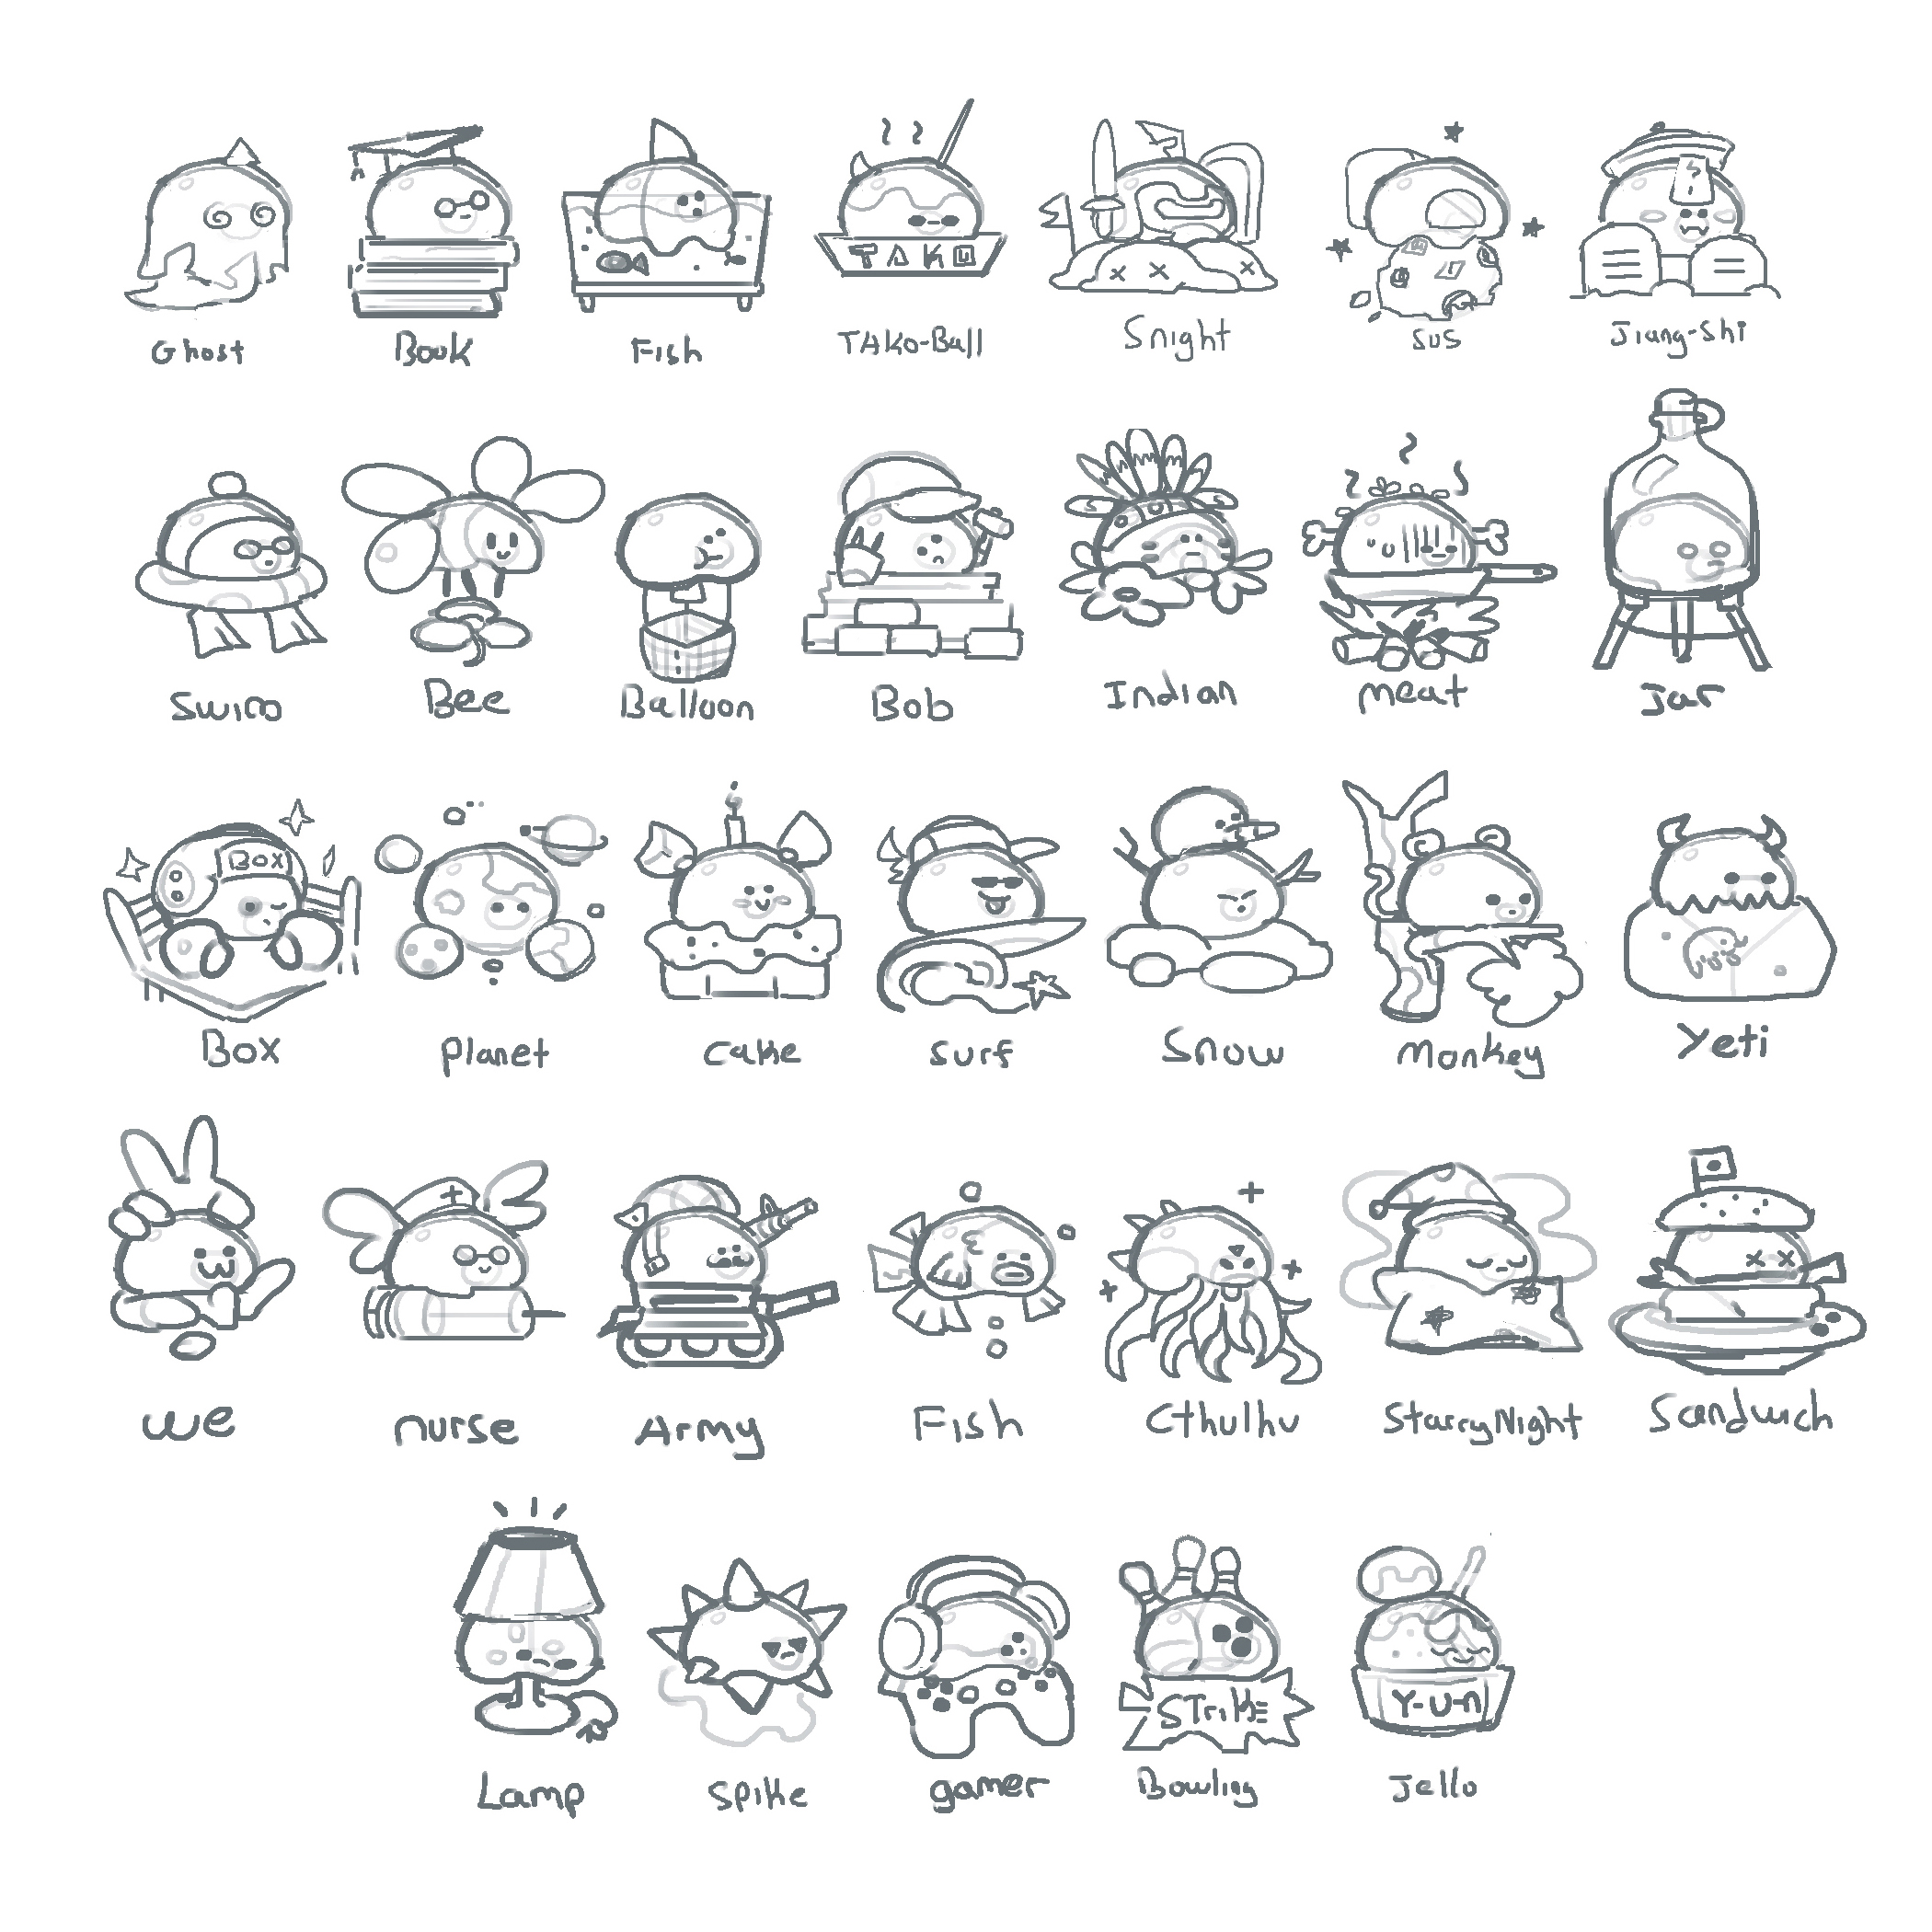 TAKO
Ghost
Book
Fish
TAKO-Ball
Snight
SUS
Jiang-Shi
Swim
Bee
Balloon
Bob
Indian
meat
Jar
BOX
Box
Planet
Cake
Surf
Snow
Monkey
Yeti
We
nurse
Army
Fish
Cthulhu
StarryNight
Sandwich
STriKE
Y-U-n
Lamp
Spike
gamer
Bowling
Jello